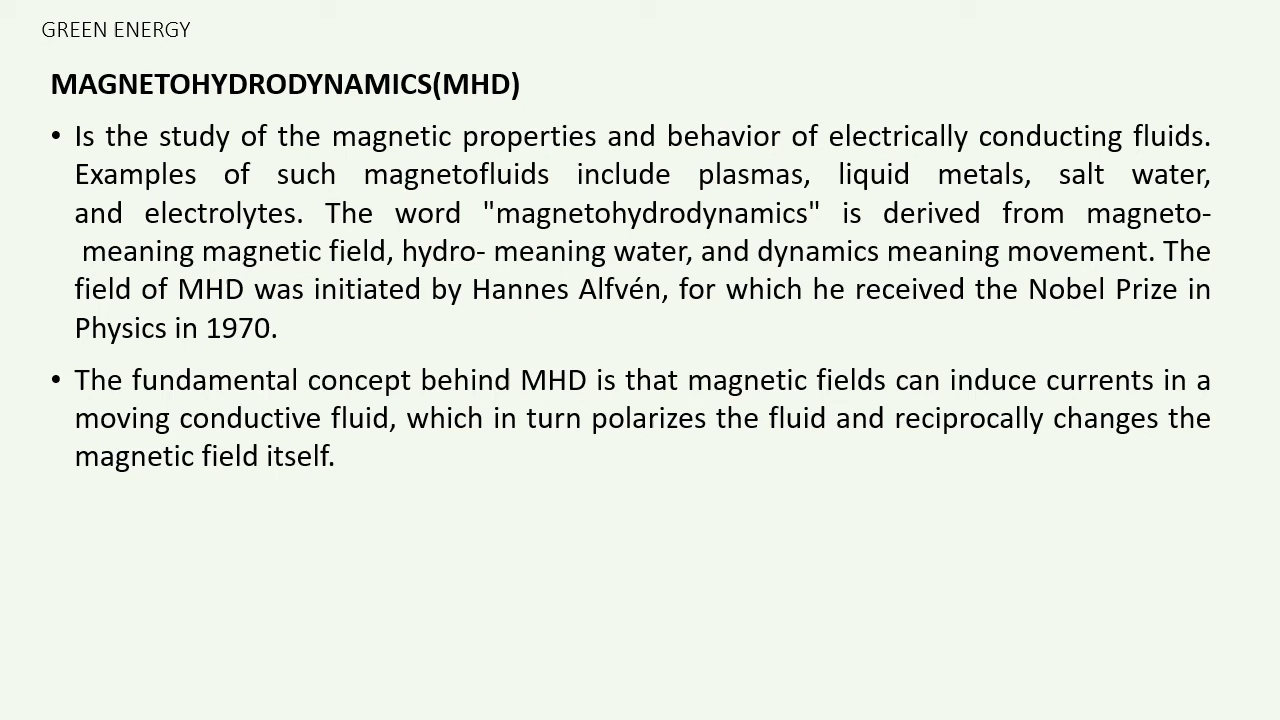 GREEN ENERGY
MAGNETOHYDRODYNAMICS(MHD)
• Is the study of the magnetic properties and behavior of electrically conducting fluids.
Examples of such magnetofluids include plasmas, liquid metals, salt water,
and electrolytes. The word "magnetohydrodynamics" is derived from magneto-
meaning magnetic field, hydro- meaning water, and dynamics meaning movement. The
field of MHD was initiated by Hannes Alfvén, for which he received the Nobel Prize in
Physics in 1970.
• The fundamental concept behind MHD is that magnetic fields can induce currents in a
moving conductive fluid, which in turn polarizes the fluid and reciprocally changes the
magnetic field itself.